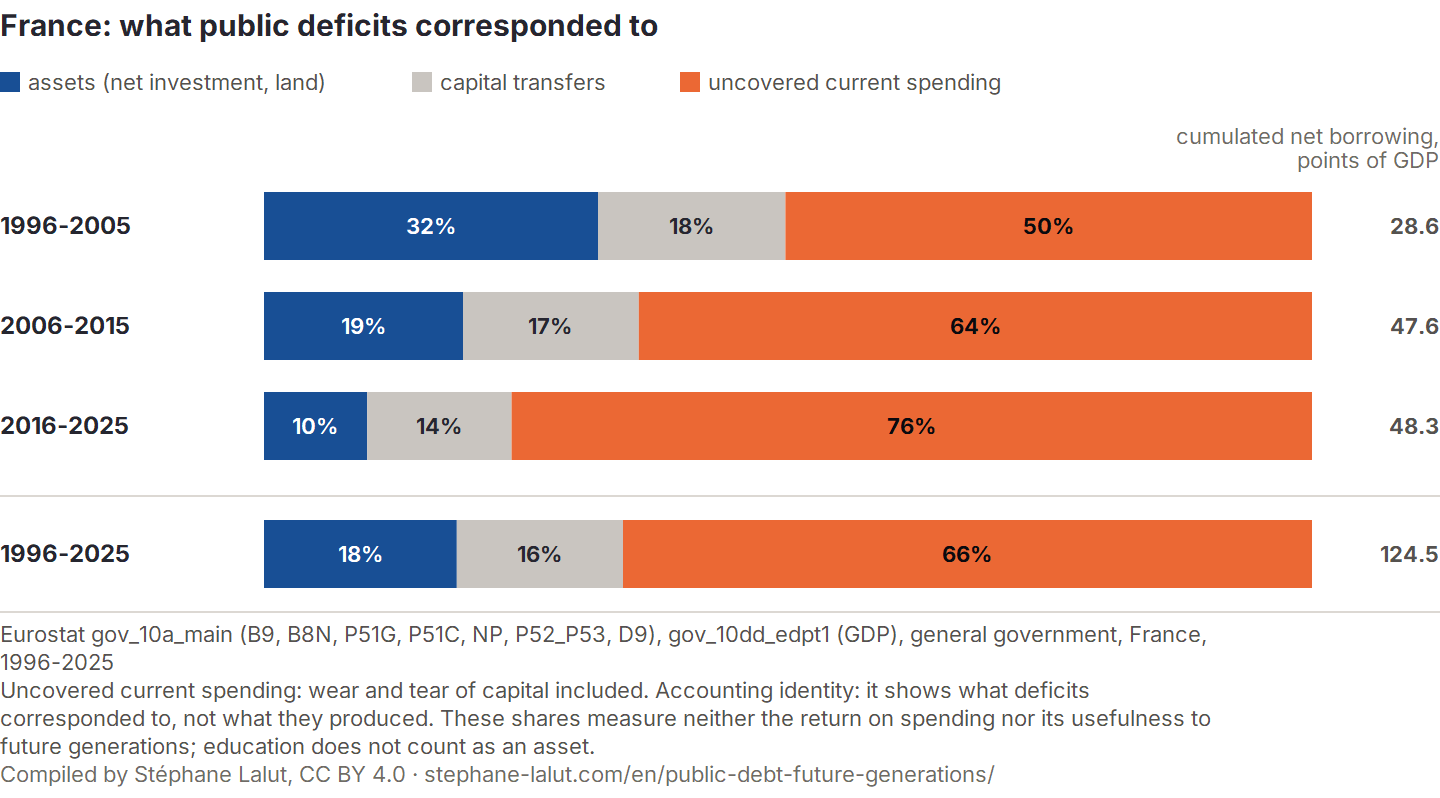 France: what public deficits corresponded to
assets (net investment, land) capital transfers uncovered current spending
cumulated net borrowing,
points of GDP
1996-2005 32% 18% 50% 28.6
2006-2015 19% 17% 64% 47.6
2016-2025 10% 14% 76% 48.3
1996-2025 18% 16% 66% 124.5
Eurostat gov_10a_main (B9, B8N, P51G, P51C, NP, P52_P53, D9), gov_10dd_edpt1 (GDP), general government, France,
1996-2025
Uncovered current spending: wear and tear of capital included. Accounting identity: it shows what deficits
corresponded to, not what they produced. These shares measure neither the return on spending nor its usefulness to
future generations; education does not count as an asset.
Compiled by Stéphane Lalut, CC BY 4.0 · stephane-lalut.com/en/public-debt-future-generations/